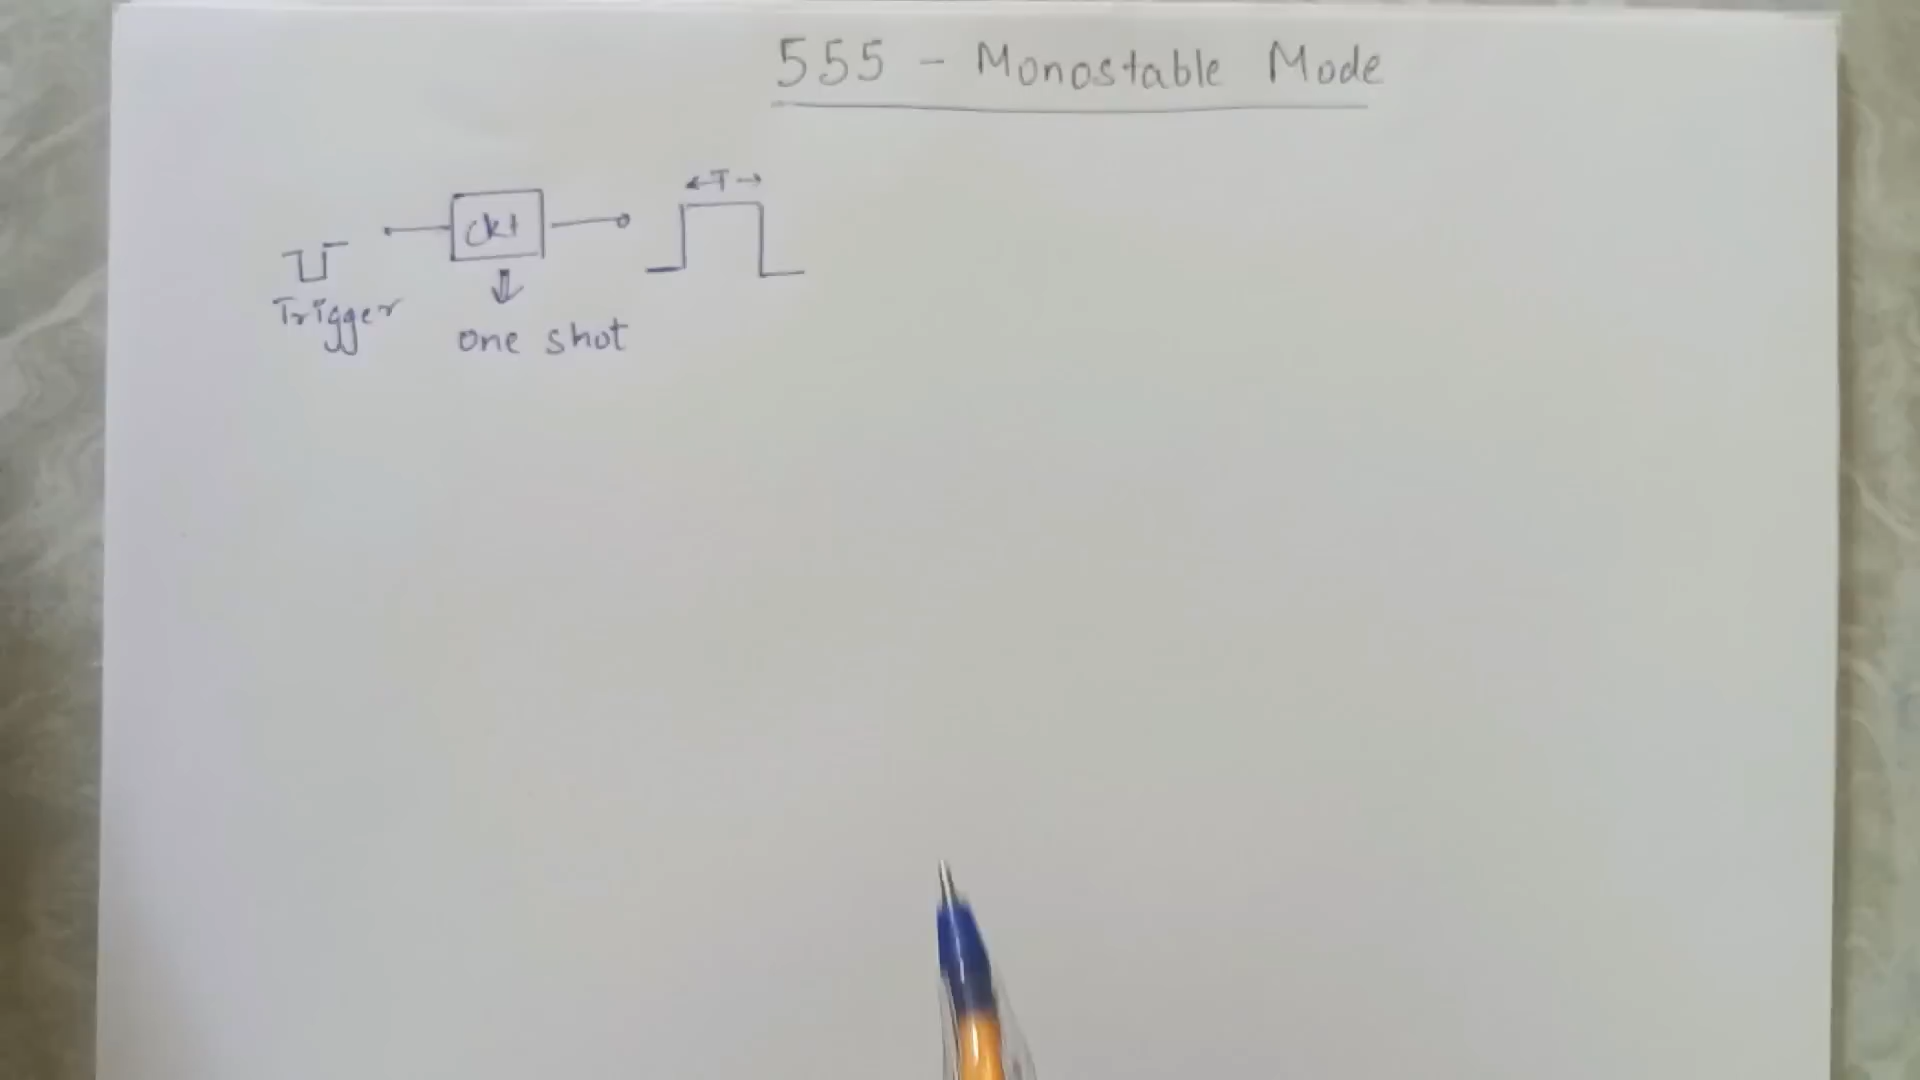 555 - Monostable Mode
T
ckt
Trigger
one shot